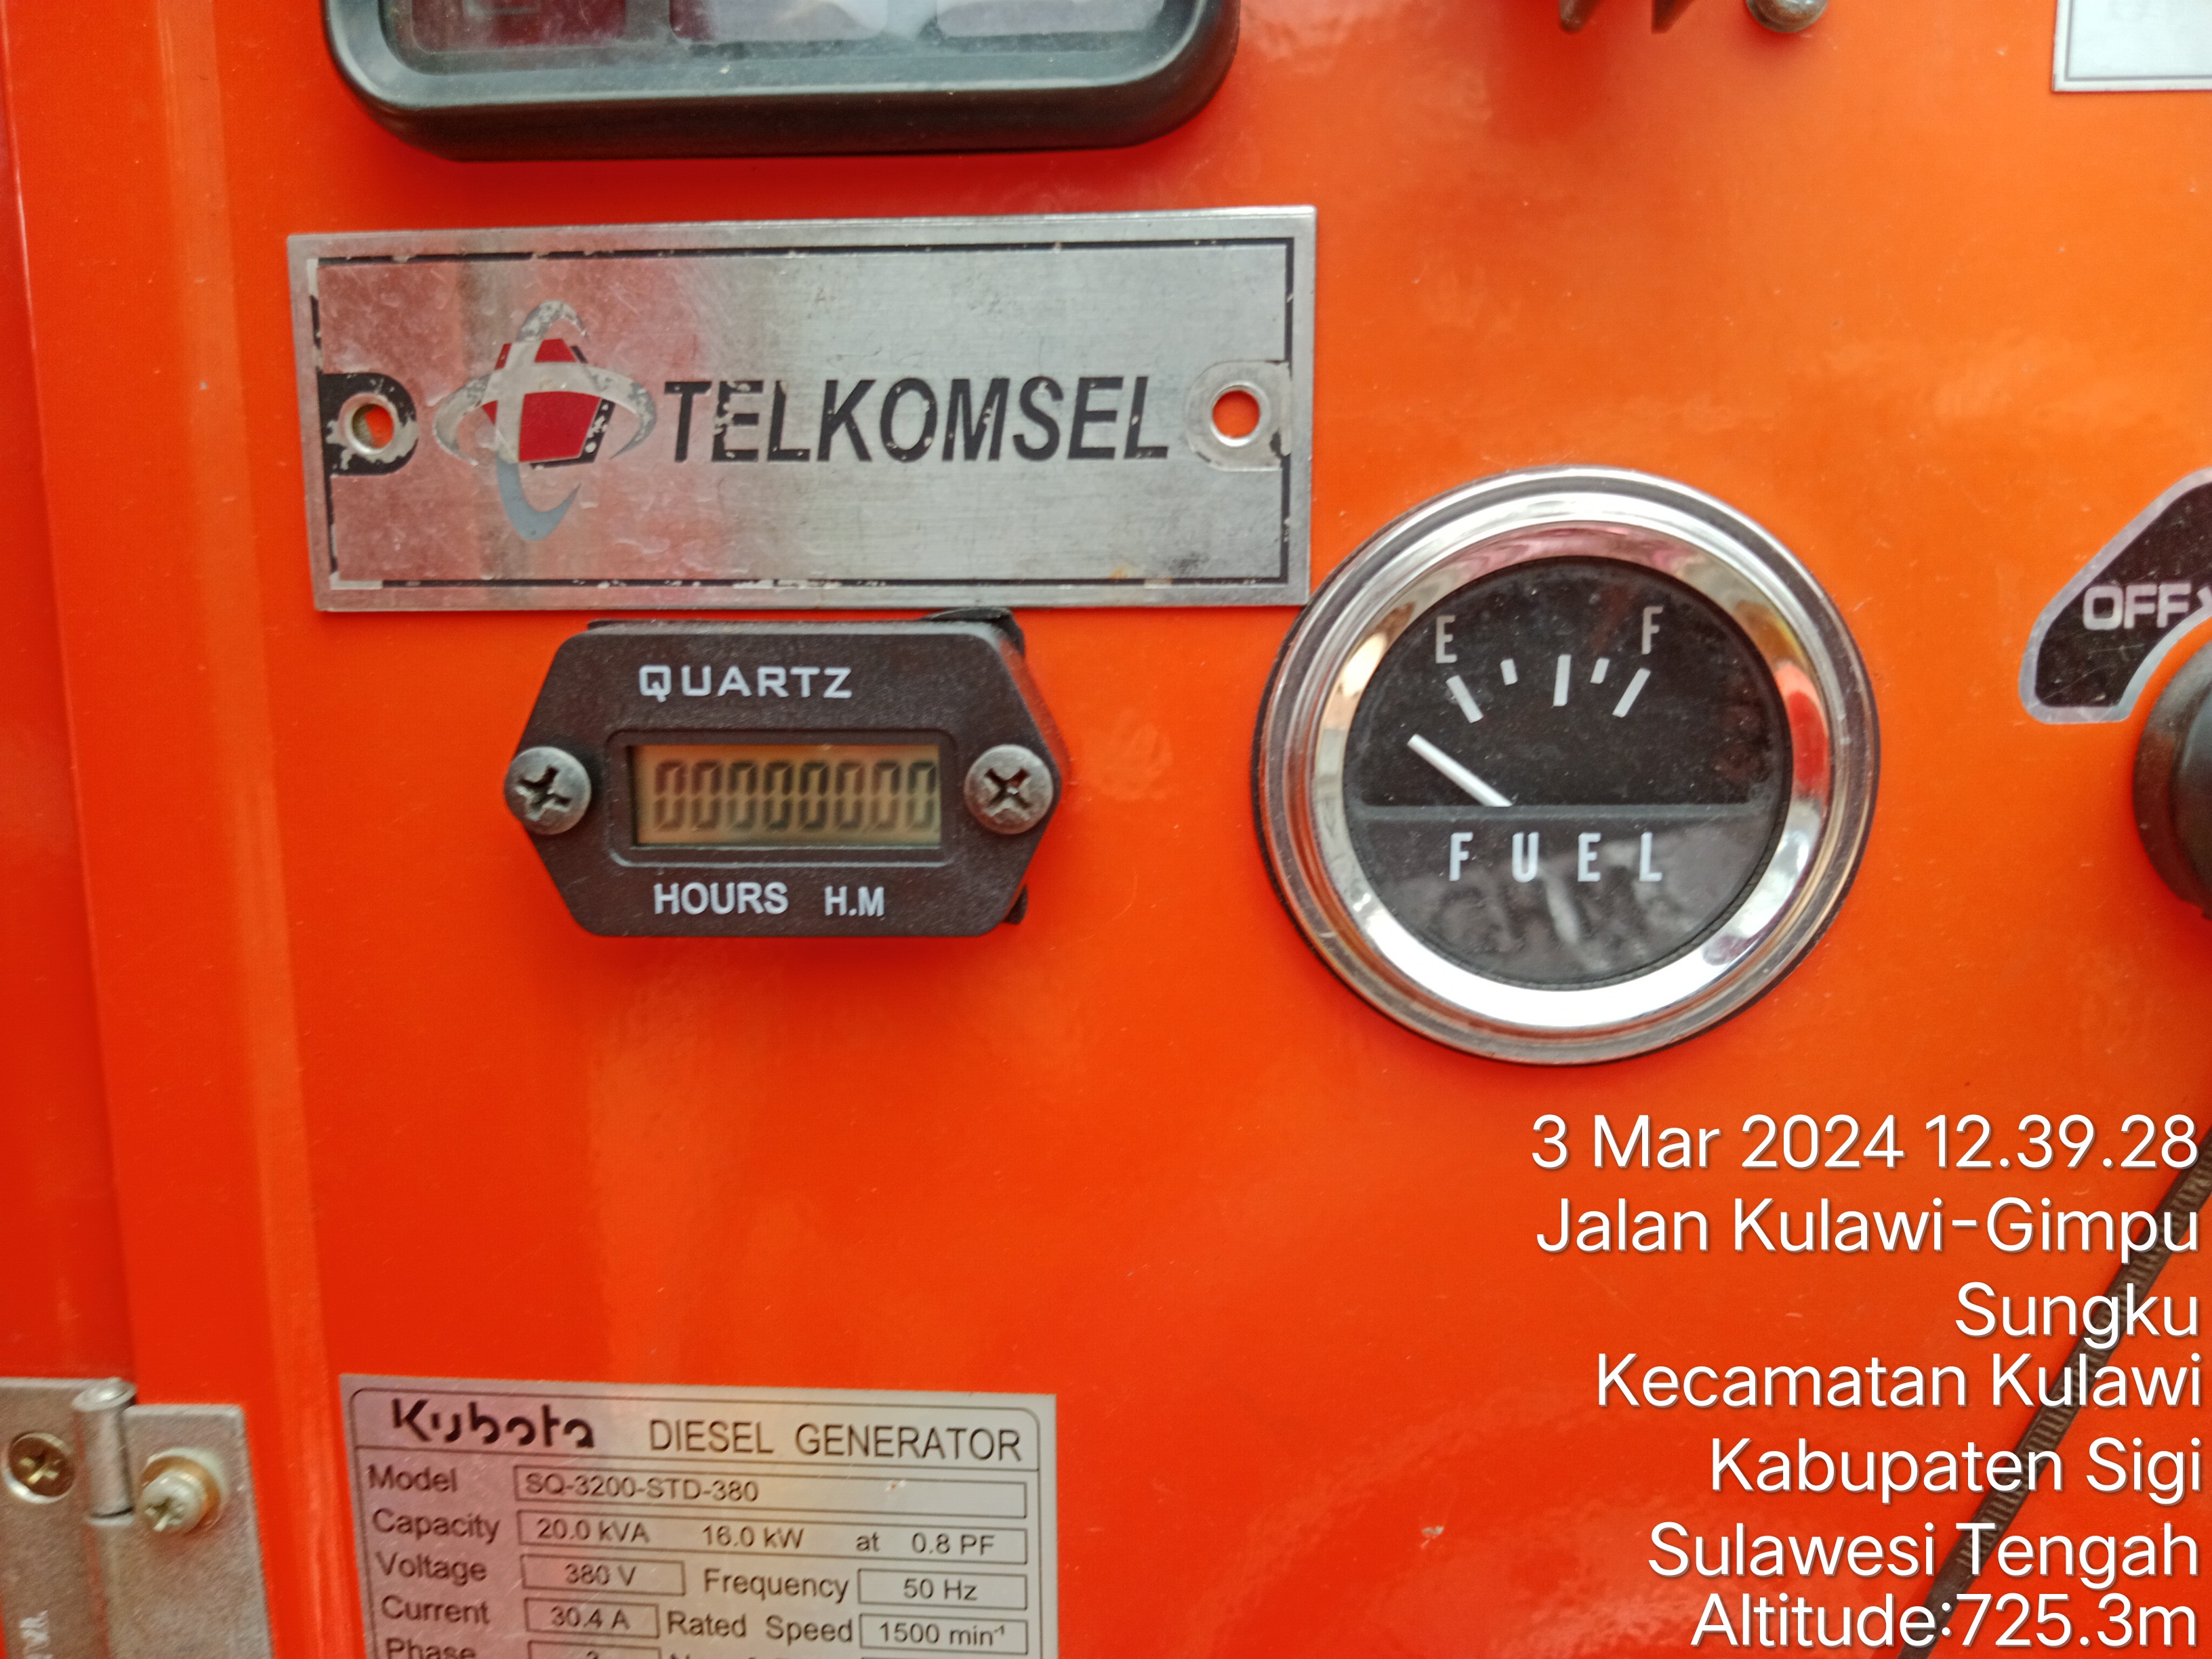 TELKOMSEL
QUARTZ
000000.00
HOURS H.M
E F
FUEL
OFF
3 Mar 2024 12.39.28
Jalan Kulawi-Gimpu
Sungku
Kecamatan Kulawi
Kabupaten Sigi
Sulawesi Tengah
Altitude:725.3m
Kubota DIESEL GENERATOR
Model SQ-3200-STD-380
Capacity 20.0 kVA 16.0 kW at 0.8 PF
Voltage 380 V Frequency 50 Hz
Current 30.4 A Rated Speed 1500 min⁻¹
Phase